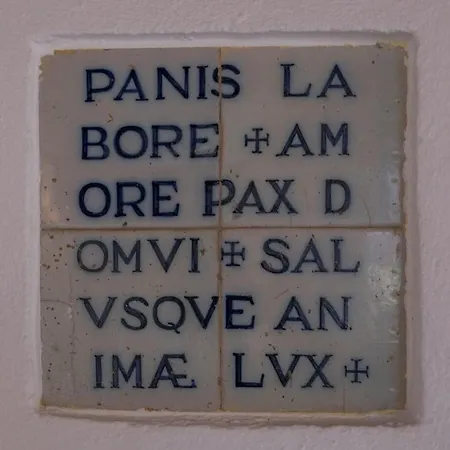 PANIS LA
BORE ✢ AM
ORE PAX D
OMVI ✢ SAL
VSQVE AN
IMÆ LVX ✢